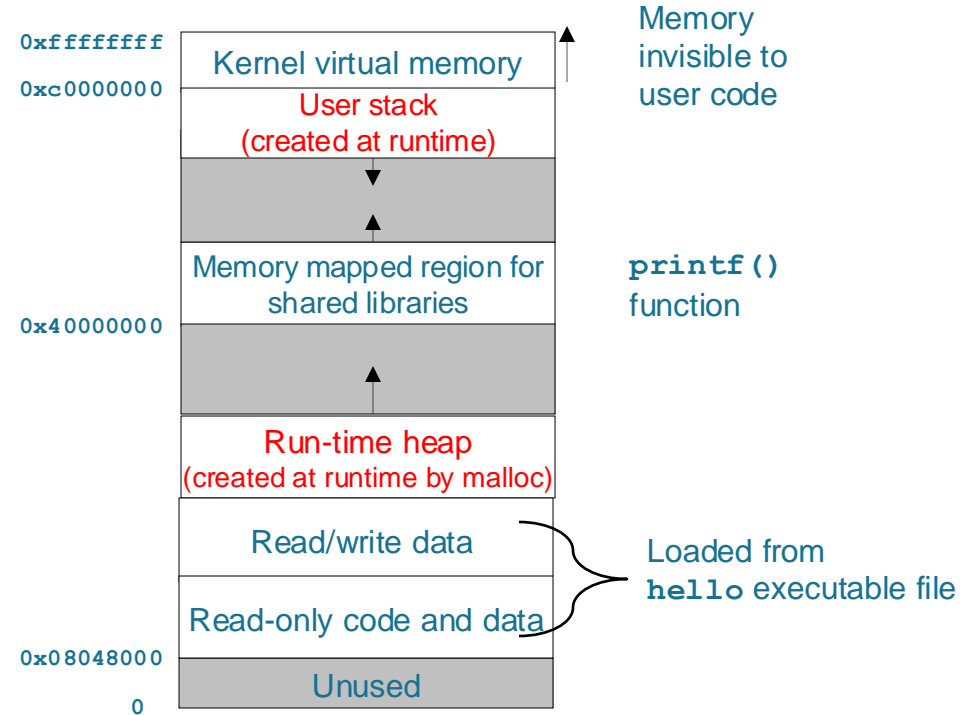 0xffffffff
Kernel virtual memory
Memory
invisible to
user code
0xc0000000
User stack
(created at runtime)
Memory mapped region for
shared libraries
printf()
function
0x40000000
Run-time heap
(created at runtime by malloc)
Read/write data
Loaded from
hello executable file
Read-only code and data
0x08048000
Unused
0